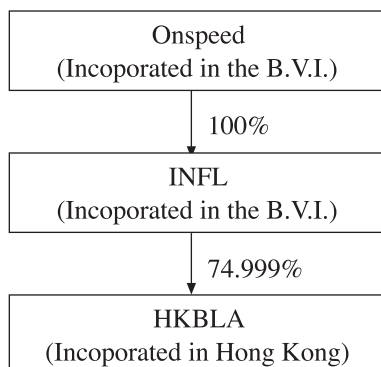 Onspeed
(Incoporated in the B.V.I.)
100%
INFL
(Incoporated in the B.V.I.)
74.999%
HKBLA
(Incoporated in Hong Kong)